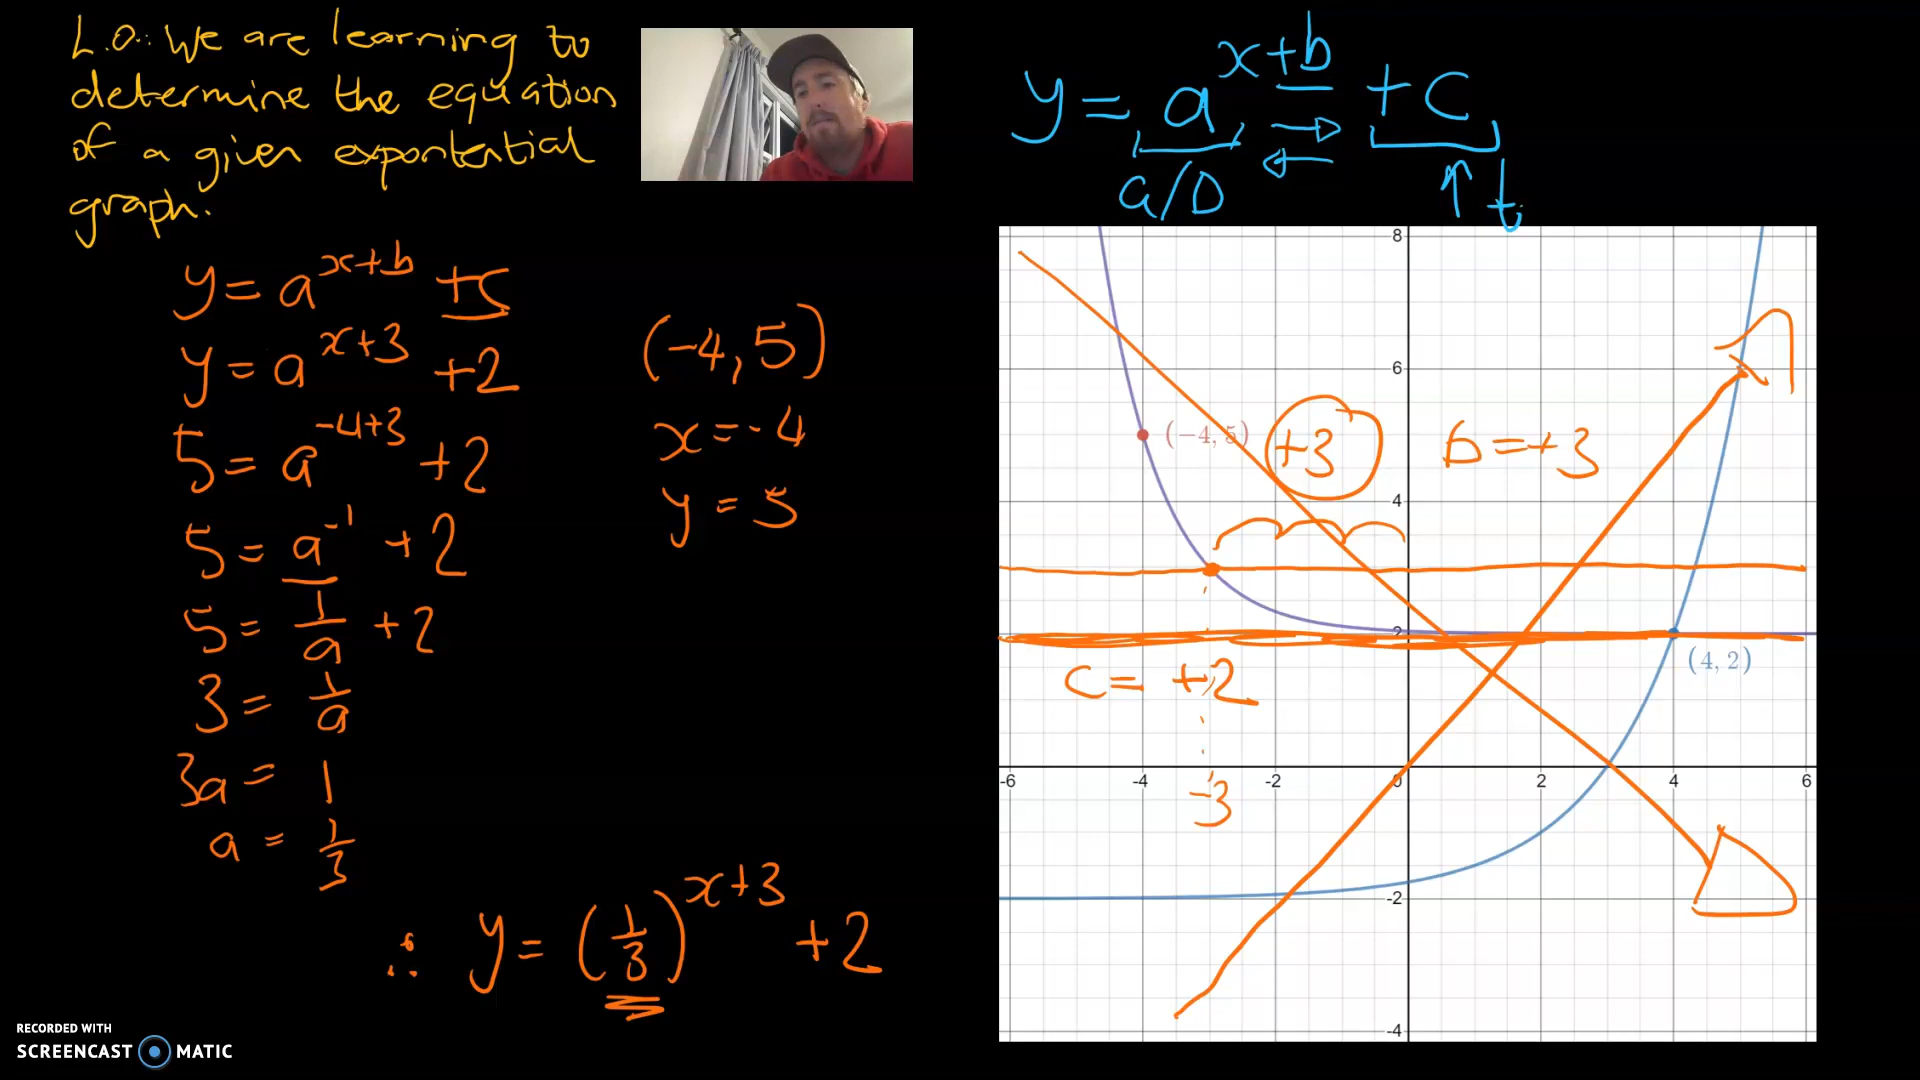 L.O.: We are learning to
determine the equation
of a given exponential
graph.
y = a^{x+b} + c
a/D ↑ t
y = a^{x+b} + c
y = a^{x+3} + 2
5 = a^{-4+3} + 2
5 = a^{-1} + 2
5 = 1/a + 2
3 = 1/a
3a = 1
a = 1/3
∴ y = (1/3)^{x+3} + 2
(-4, 5)
x = -4
y = 5
8
6
(-4, 5) +3 b = +3
4
2
c = +2 (4, 2)
-6 -4 -2 0 2 4 6
-3
-2
-4
RECORDED WITH
SCREENCAST MATIC